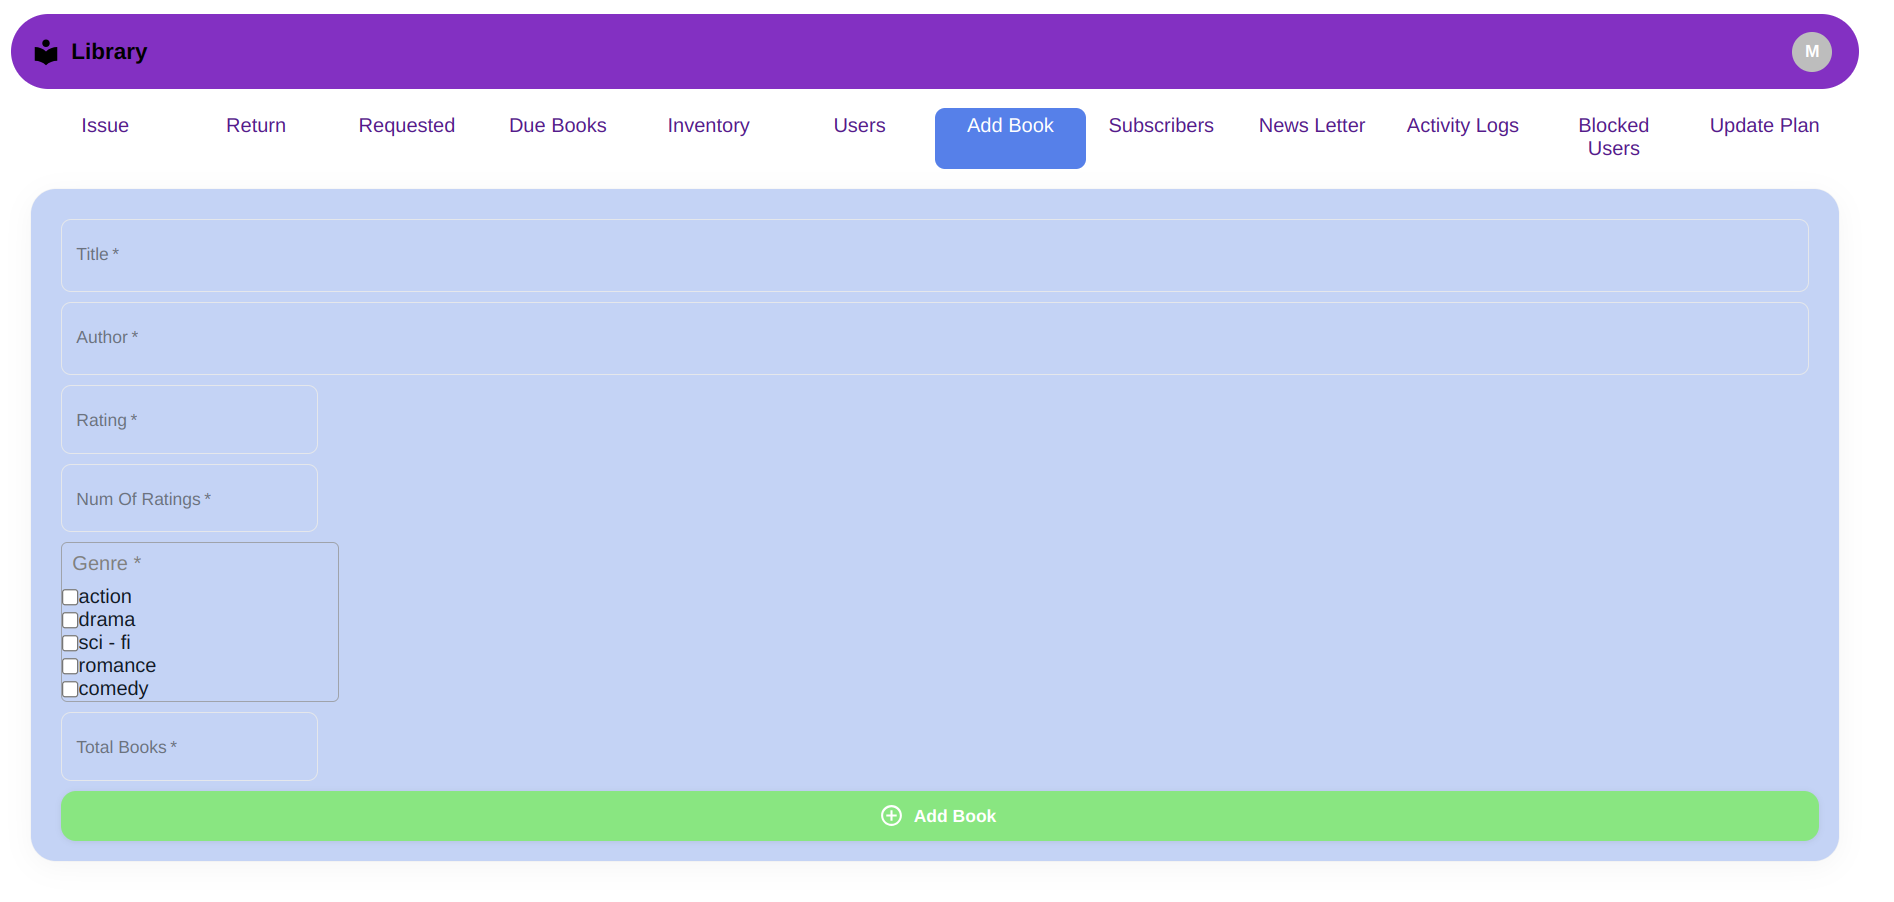 Library
M
Issue
Return
Requested
Due Books
Inventory
Users
Add Book
Subscribers
News Letter
Activity Logs
Blocked
Users
Update Plan
Title *
Author *
Rating *
Num Of Ratings *
Genre *
action
drama
sci - fi
romance
comedy
Total Books *
Add Book